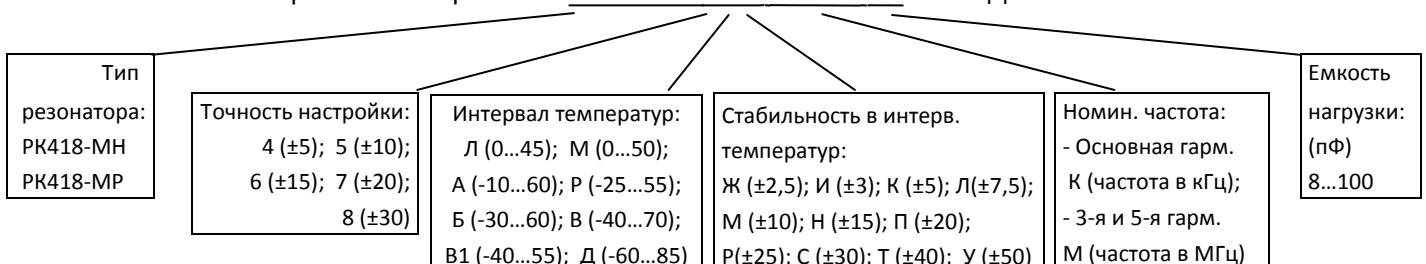 Тип
резонатора:
РК418-МН
РК418-МР
Точность настройки:
4 (±5); 5 (±10);
6 (±15); 7 (±20);
8 (±30)
Интервал температур:
Л (0...45); М (0...50);
А (-10...60); Р (-25...55);
Б (-30...60); В (-40...70);
В1 (-40...55); Д (-60...85)
Стабильность в интерв.
температур:
Ж (±2,5); И (±3); К (±5); Л(±7,5);
М (±10); Н (±15); П (±20);
Р(±25); С (±30); Т (±40); У (±50)
Номин. частота:
- Основная гарм.
К (частота в кГц);
- 3-я и 5-я гарм.
М (частота в МГц)
Емкость
нагрузки:
(пФ)
8...100